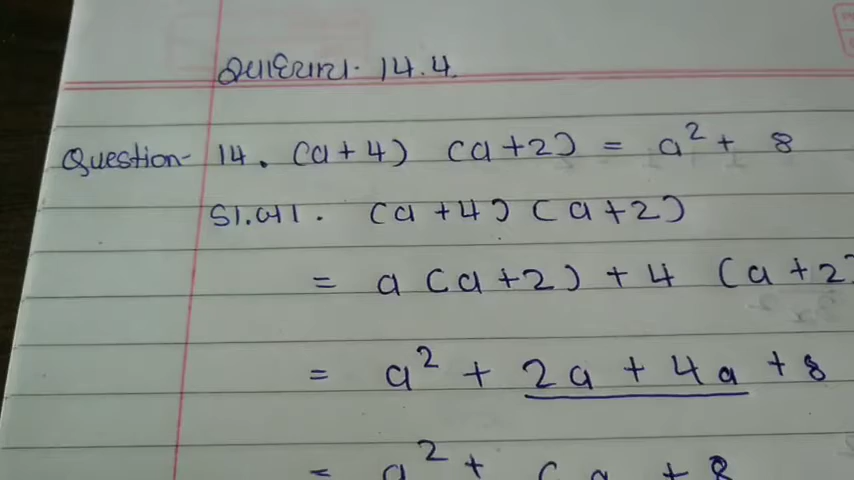 સ્વાધ્યાય. 14.4.
Question- 14. (a+4) (a+2) = a² + 8
ડા.બા. (a+4)(a+2)
= a (a+2) + 4 (a+2)
= a² + 2a + 4a + 8
= a² + 6a + 8